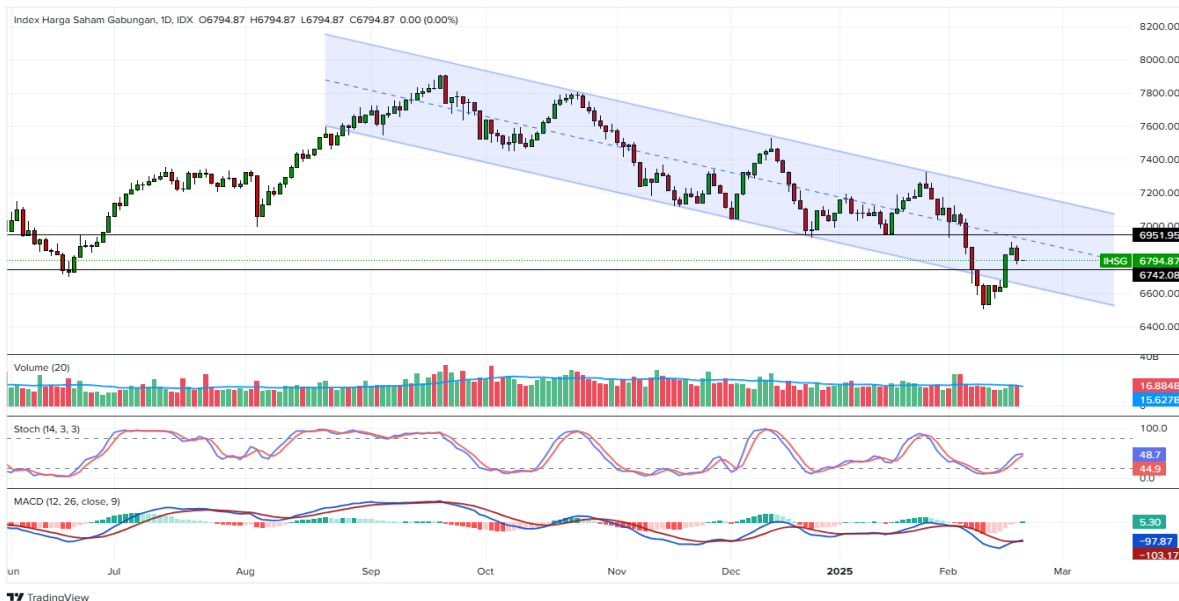 Index Harga Saham Gabungan, 1D, IDX O6794.87 H6794.87 L6794.87 C6794.87 0.00 (0.00%)
8200.00
8000.00
7800.00
7600.00
7400.00
7200.00
7000.00
6951.95
IHSG 6794.87
6742.08
6600.00
6400.00
40B
Volume (20)
16.884B
15.627B
0
Stoch (14, 3, 3)
100.0
48.7
44.9
0.0
MACD (12, 26, close, 9)
5.30
−97.87
−103.17
un Jul Aug Sep Oct Nov Dec 2025 Feb Mar
TradingView